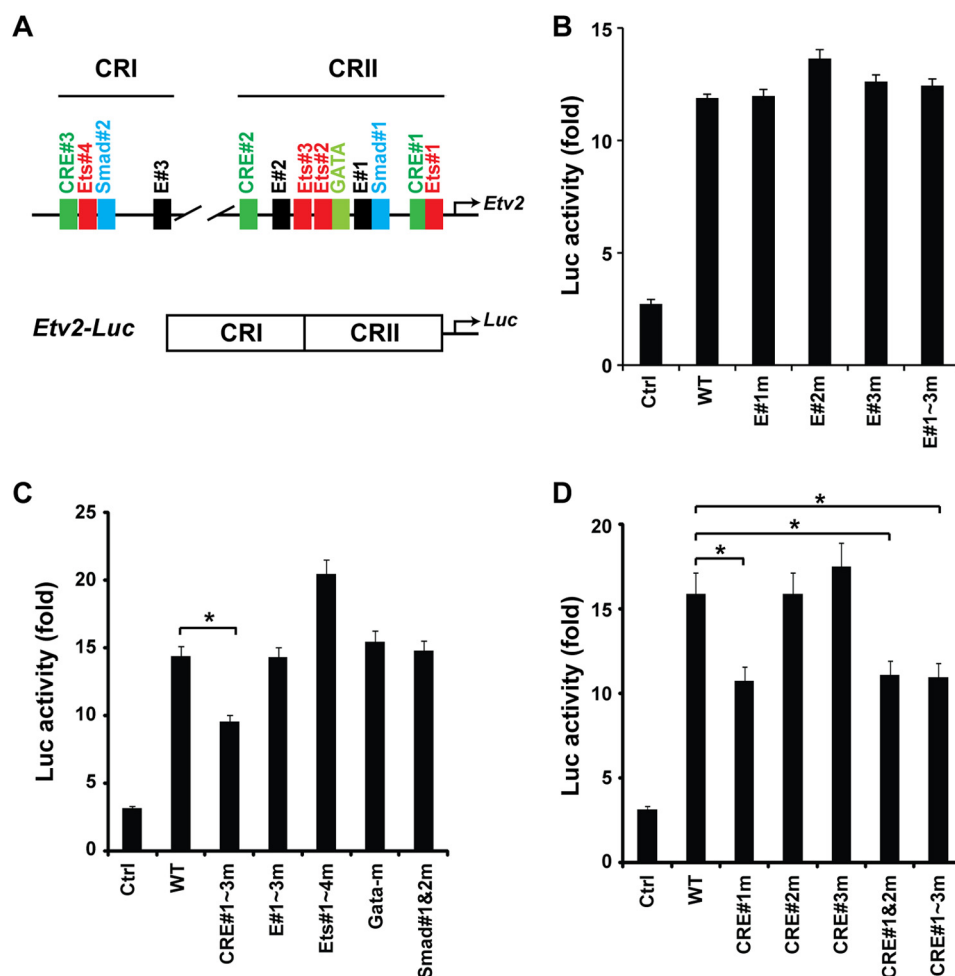 A
CRI
CRII
CRE#3
Ets#4
Smad#2
E#3
CRE#2
E#2
Ets#3
Ets#2
GATA
E#1
Smad#1
CRE#1
Ets#1
Etv2
Etv2-Luc
CRI
CRII
Luc
B
Luc activity (fold)
15
10
5
0
Ctrl
WT
E#1m
E#2m
E#3m
E#1~3m
C
Luc activity (fold)
25
20
15
10
5
0
*
Ctrl
WT
CRE#1~3m
E#1~3m
Ets#1~4m
Gata-m
Smad#1&2m
D
Luc activity (fold)
20
15
10
5
0
*
*
*
Ctrl
WT
CRE#1m
CRE#2m
CRE#3m
CRE#1&2m
CRE#1~3m